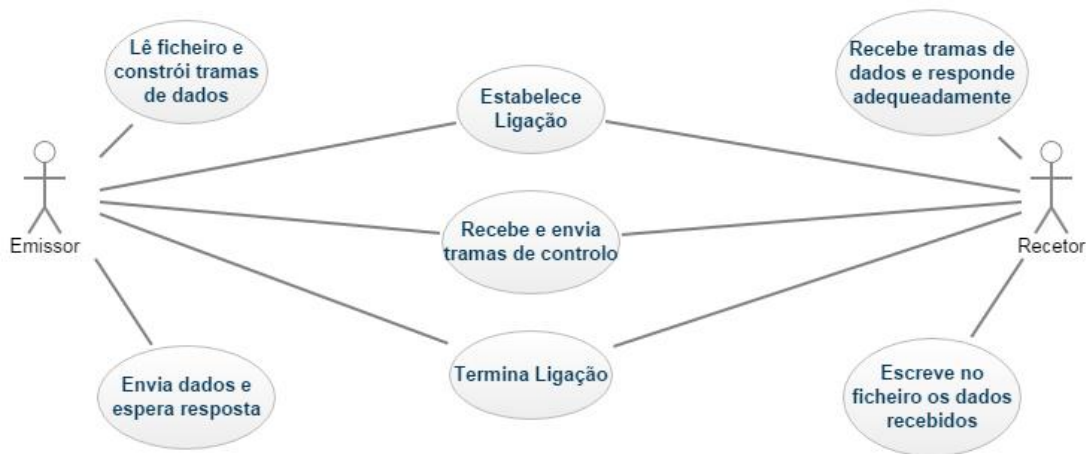 Lê ficheiro e
constrói tramas
de dados
Estabelece
Ligação
Recebe tramas de
dados e responde
adequeadamente
Emissor
Recebe e envia
tramas de controlo
Recetor
Envia dados e
espera resposta
Termina Ligação
Escreve no
ficheiro os dados
recebidos